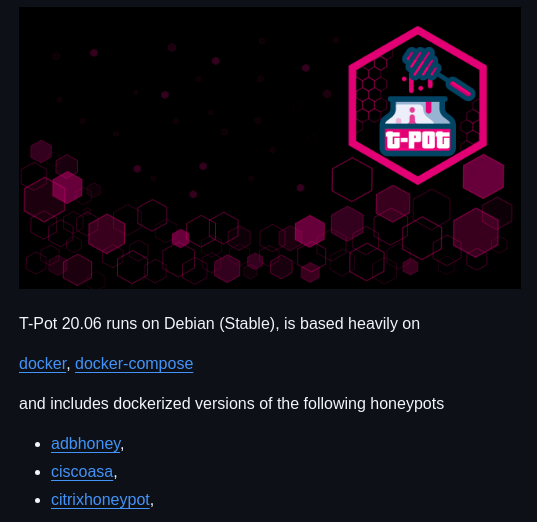 T-POT
T-Pot 20.06 runs on Debian (Stable), is based heavily on
docker, docker-compose
and includes dockerized versions of the following honeypots
• adbhoney,
• ciscoasa,
• citrixhoneypot,